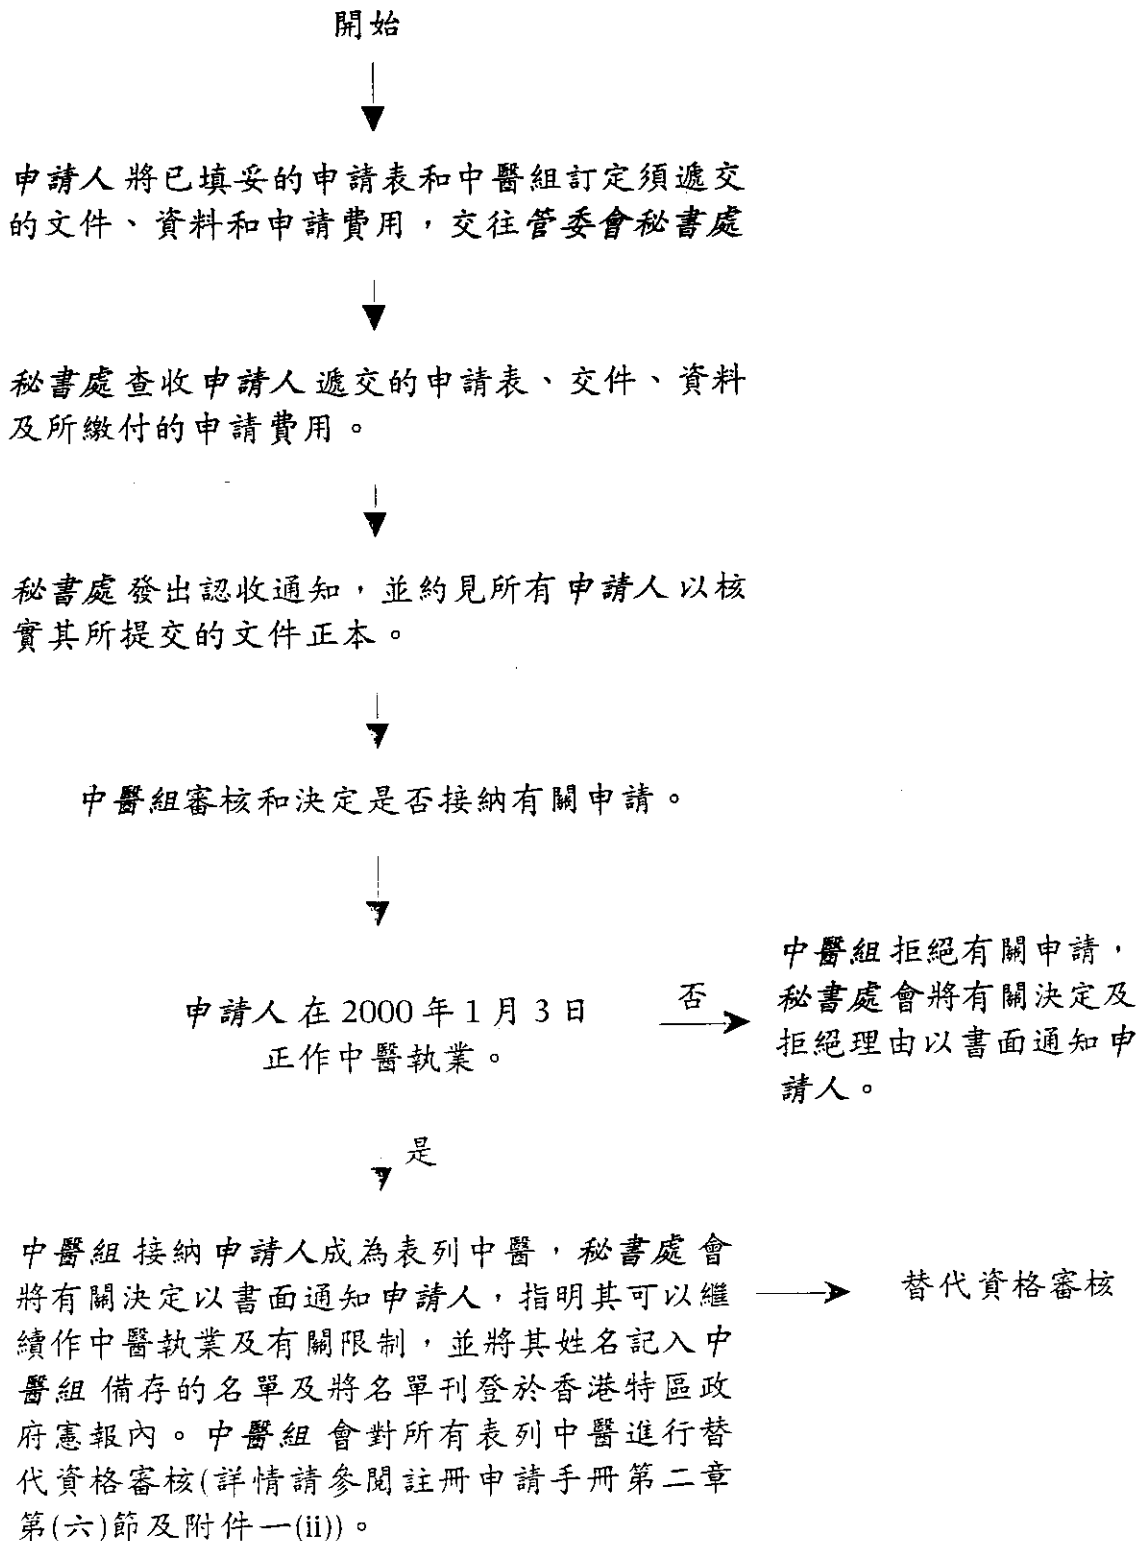 開始
申請人 將已填妥的申請表和中醫組訂定須遞交
的文件、資料和申請費用，交往管委會秘書處
秘書處 查收申請人 遞交的申請表、交件、資料
及所繳付的申請費用。
秘書處 發出認收通知，並約見所有 申請人 以核
實其所提交的文件正本。
中醫組審核和決定是否接納有關申請。
申請人 在 2000 年 1 月 3 日
正作中醫執業。
否
中醫組 拒絕有關申請，
秘書處 會將有關決定及
拒絕理由以書面通知 申
請人。
是
中醫組 接納申請人成為表列中醫，秘書處 會
將有關決定以書面通知申請人，指明其可以繼
續作中醫執業及有關限制，並將其姓名記入中
醫組 備存的名單及將名單刊登於香港特區政
府憲報內。中醫組 會對所有表列中醫進行替
代資格審核(詳情請參閱註冊申請手冊第二章
第(六)節及附件一(ii))。
替代資格審核